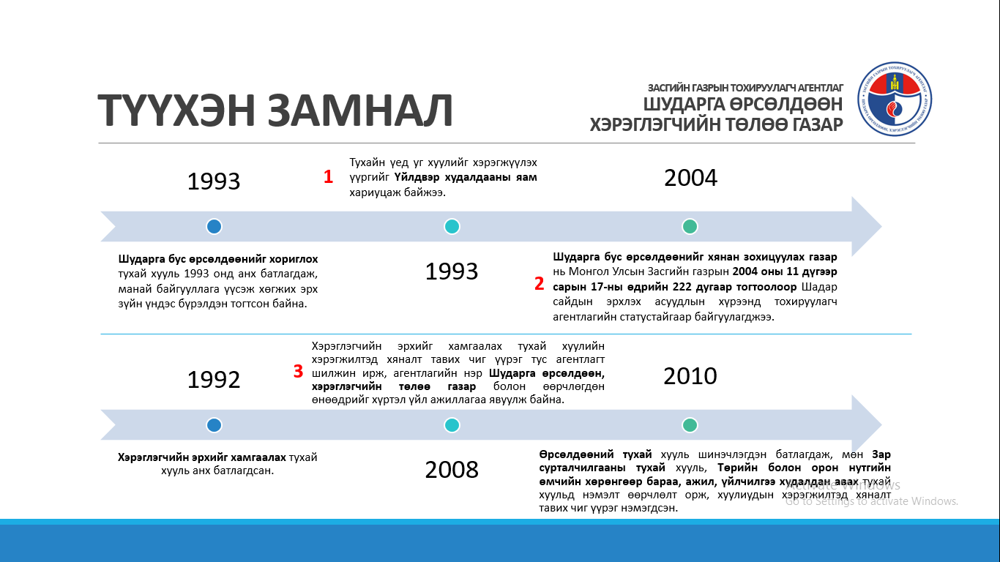 ТҮҮХЭН ЗАМНАЛ
ЗАСГИЙН ГАЗРЫН ТОХИРУУЛАГЧ АГЕНТЛАГ
ШУДАРГА ӨРСӨЛДӨӨН
ХЭРЭГЛЭГЧИЙН ТӨЛӨӨ ГАЗАР
1993
1
Тухайн үед уг хуулийг хэрэгжүүлэх
үүргийг Үйлдвэр худалдааны яам
хариуцаж байжээ.
2004
Шударга бус өрсөлдөөнийг хориглох
тухай хууль 1993 онд анх батлагдаж,
манай байгууллага үүсэж хөгжих эрх
зүйн үндэс бүрэлдэн тогтсон байна.
1993
2
Шударга бус өрсөлдөөнийг хянан зохицуулах газар
нь Монгол Улсын Засгийн газрын 2004 оны 11 дүгээр
сарын 17-ны өдрийн 222 дугаар тогтоолоор Шадар
сайдын эрхлэх асуудлын хүрээнд тохируулагч
агентлагийн статустайгаар байгуулагджээ.
1992
3
Хэрэглэгчийн эрхийг хамгаалах тухай хуулийн
хэрэгжилтэд хяналт тавих чиг үүрэг тус агентлагт
шилжин ирж, агентлагийн нэр Шударга өрсөлдөөн,
хэрэглэгчийн төлөө газар болон өөрчлөгдөн
өнөөдрийг хүртэл үйл ажиллагаа явуулж байна.
2010
Хэрэглэгчийн эрхийг хамгаалах тухай
хууль анх батлагдсан.
2008
Өрсөлдөөний тухай хууль шинэчлэгдэн батлагдаж, мөн Зар
сурталчилгааны тухай хууль, Төрийн болон орон нутгийн
өмчийн хөрөнгөөр бараа, ажил, үйлчилгээ худалдан авах тухай
хуульд нэмэлт өөрчлөлт орж, хуулиудын хэрэгжилтэд хяналт
тавих чиг үүрэг нэмэгдсэн.
Activate Windows
Go to Settings to activate Windows.